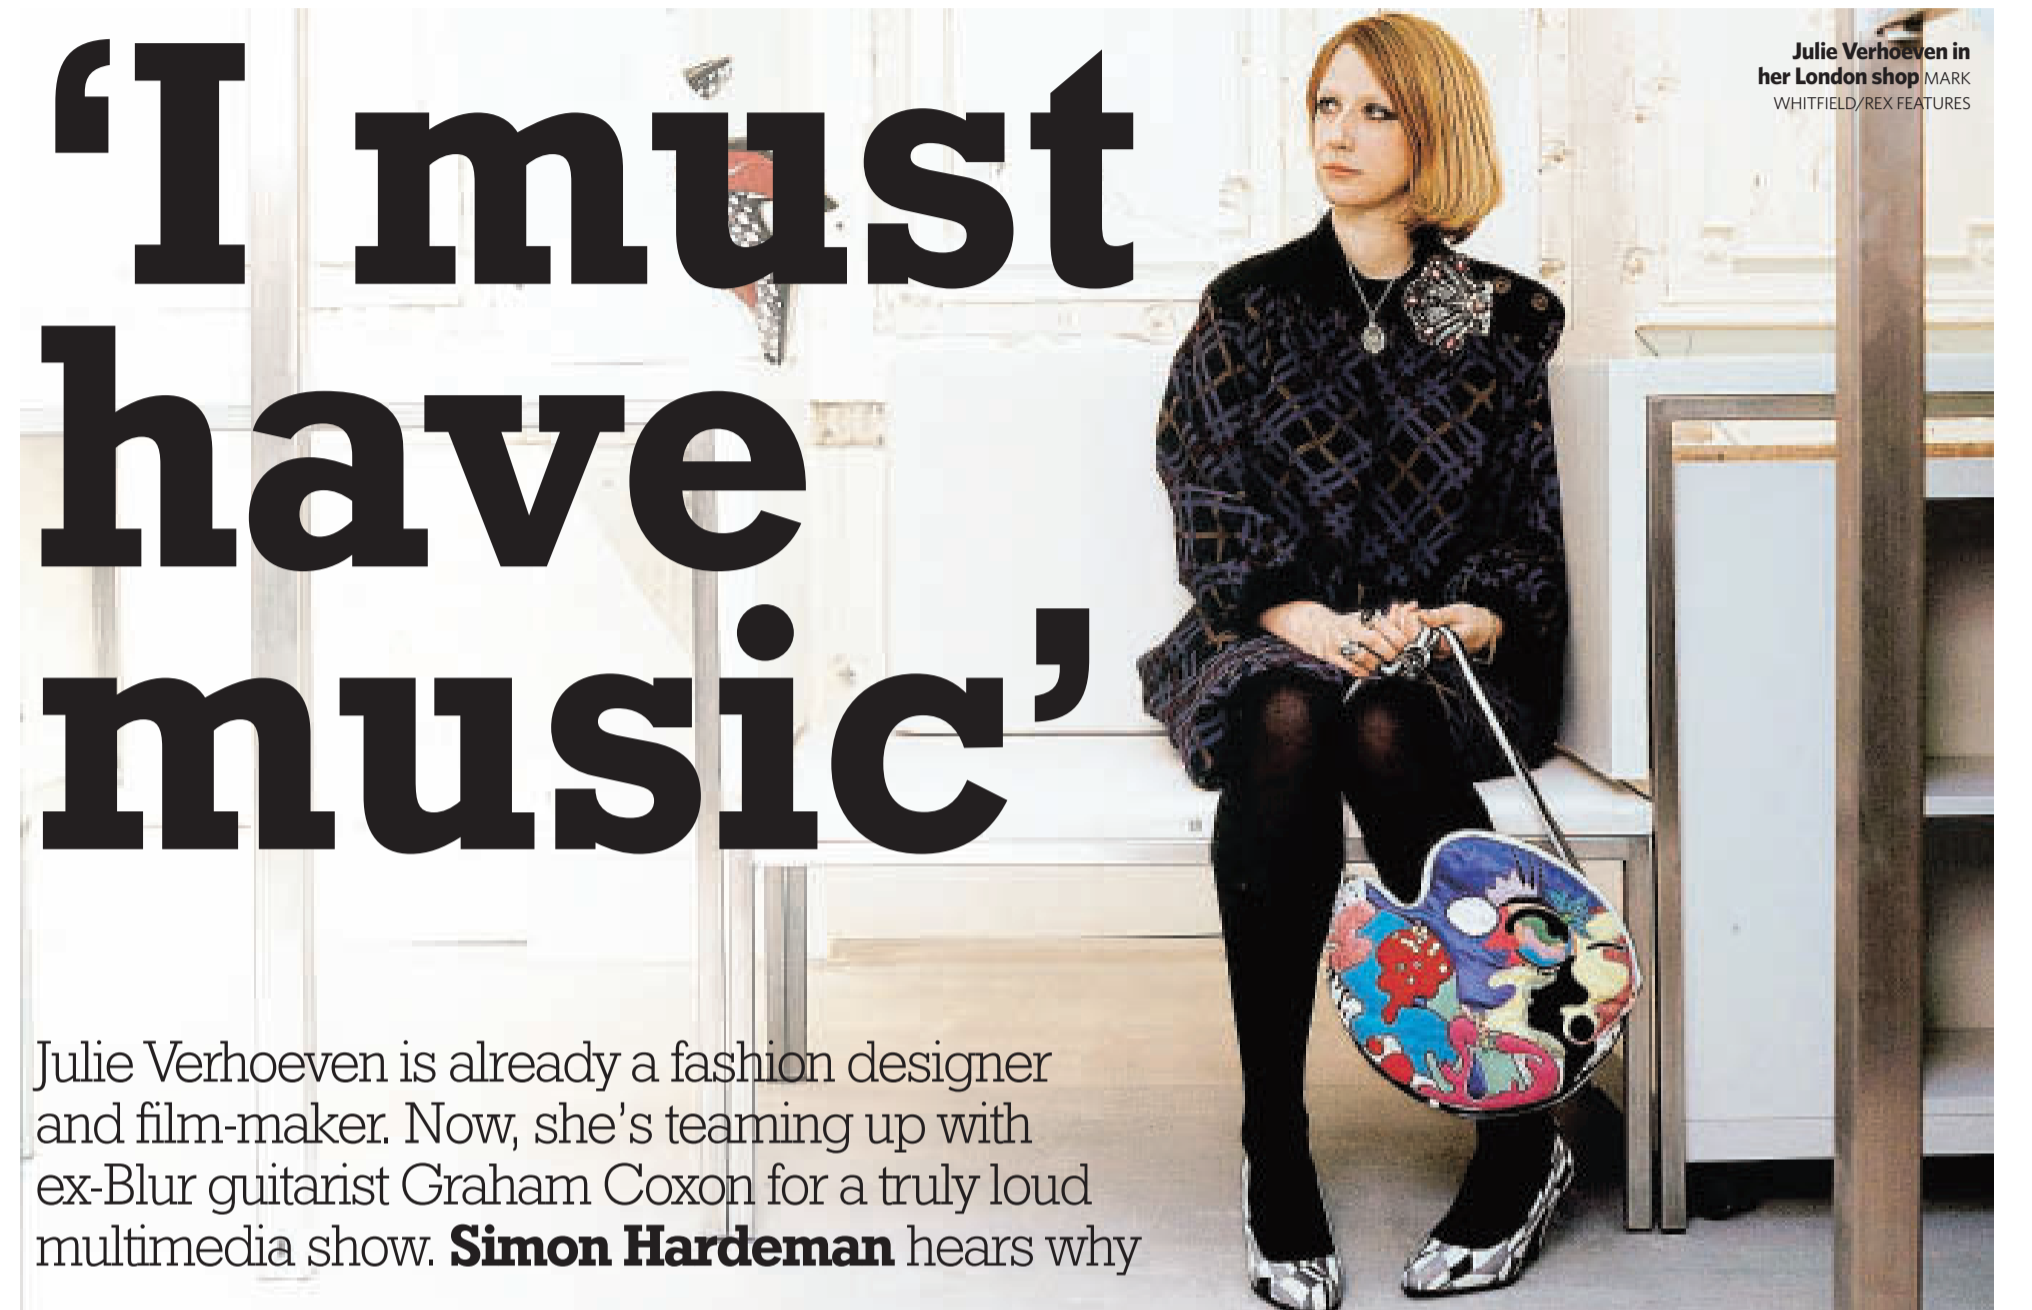 ‘I must
have
music’
Julie Verhoeven in
her London shop MARK
WHITFIELD/REX FEATURES
Julie Verhoeven is already a fashion designer
and film-maker. Now, she’s teaming up with
ex-Blur guitarist Graham Coxon for a truly loud
multimedia show. Simon Hardeman hears why